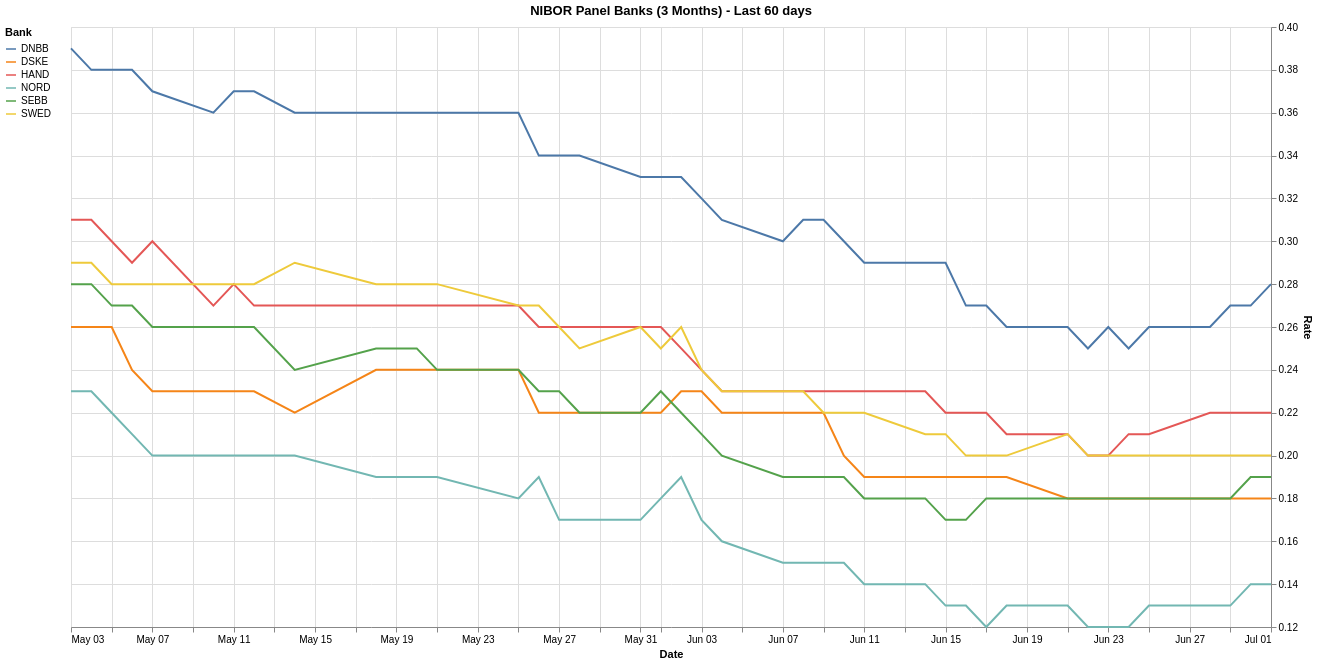 NIBOR Panel Banks (3 Months) - Last 60 days
Bank
DNBB
DSKE
HAND
NORD
SEBB
SWED
0.40
0.38
0.36
0.34
0.32
0.30
0.28
0.26
0.24
0.22
0.20
0.18
0.16
0.14
0.12
Rate
May 03 May 07 May 11 May 15 May 19 May 23 May 27 May 31 Jun 03 Jun 07 Jun 11 Jun 15 Jun 19 Jun 23 Jun 27 Jul 01
Date